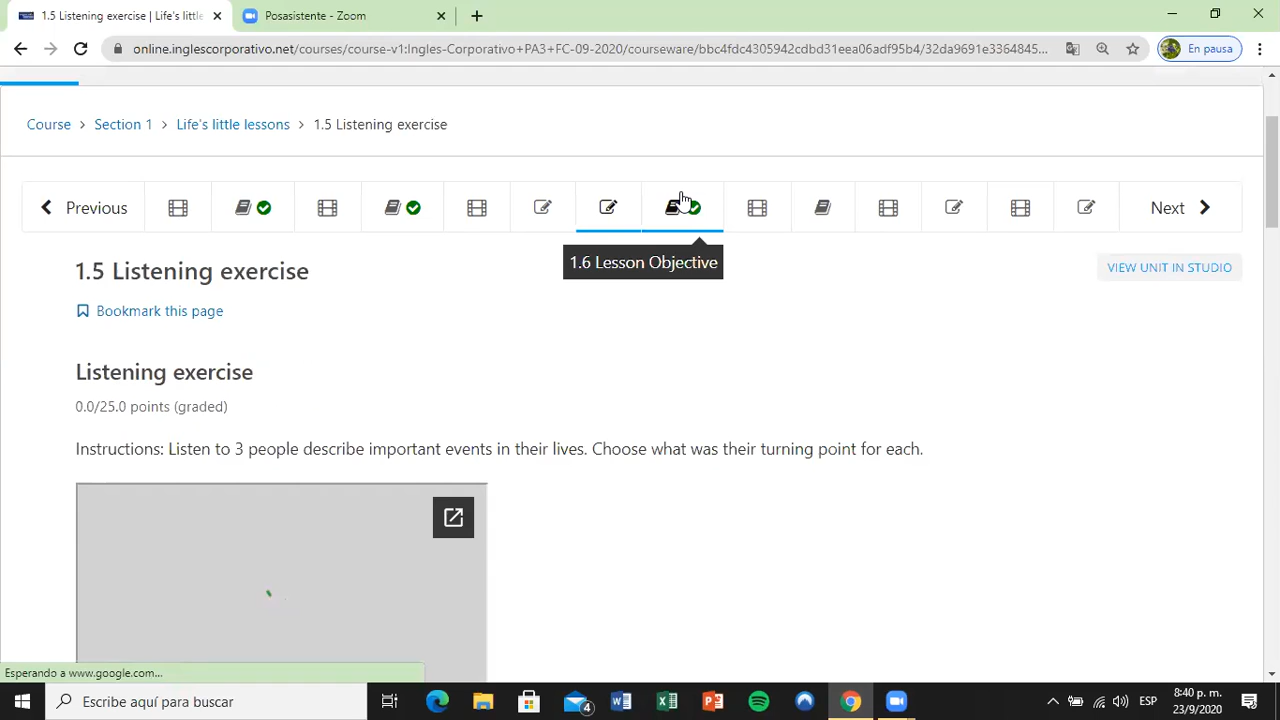 1.5 Listening exercise | Life's little
Posasistente - Zoom
online.inglescorporativo.net/courses/course-v1:Ingles-Corporativo+PA3+FC-09-2020/courseware/bbc4fdc4305942cdbd31eea06adf95b4/32da9691e3364845...
En pausa
Course > Section 1 > Life's little lessons > 1.5 Listening exercise
Previous
Next
1.6 Lesson Objective
1.5 Listening exercise
VIEW UNIT IN STUDIO
Bookmark this page
Listening exercise
0.0/25.0 points (graded)
Instructions: Listen to 3 people describe important events in their lives. Choose what was their turning point for each.
Esperando a www.google.com...
Escribe aquí para buscar
4
ESP
8:40 p. m.
23/9/2020